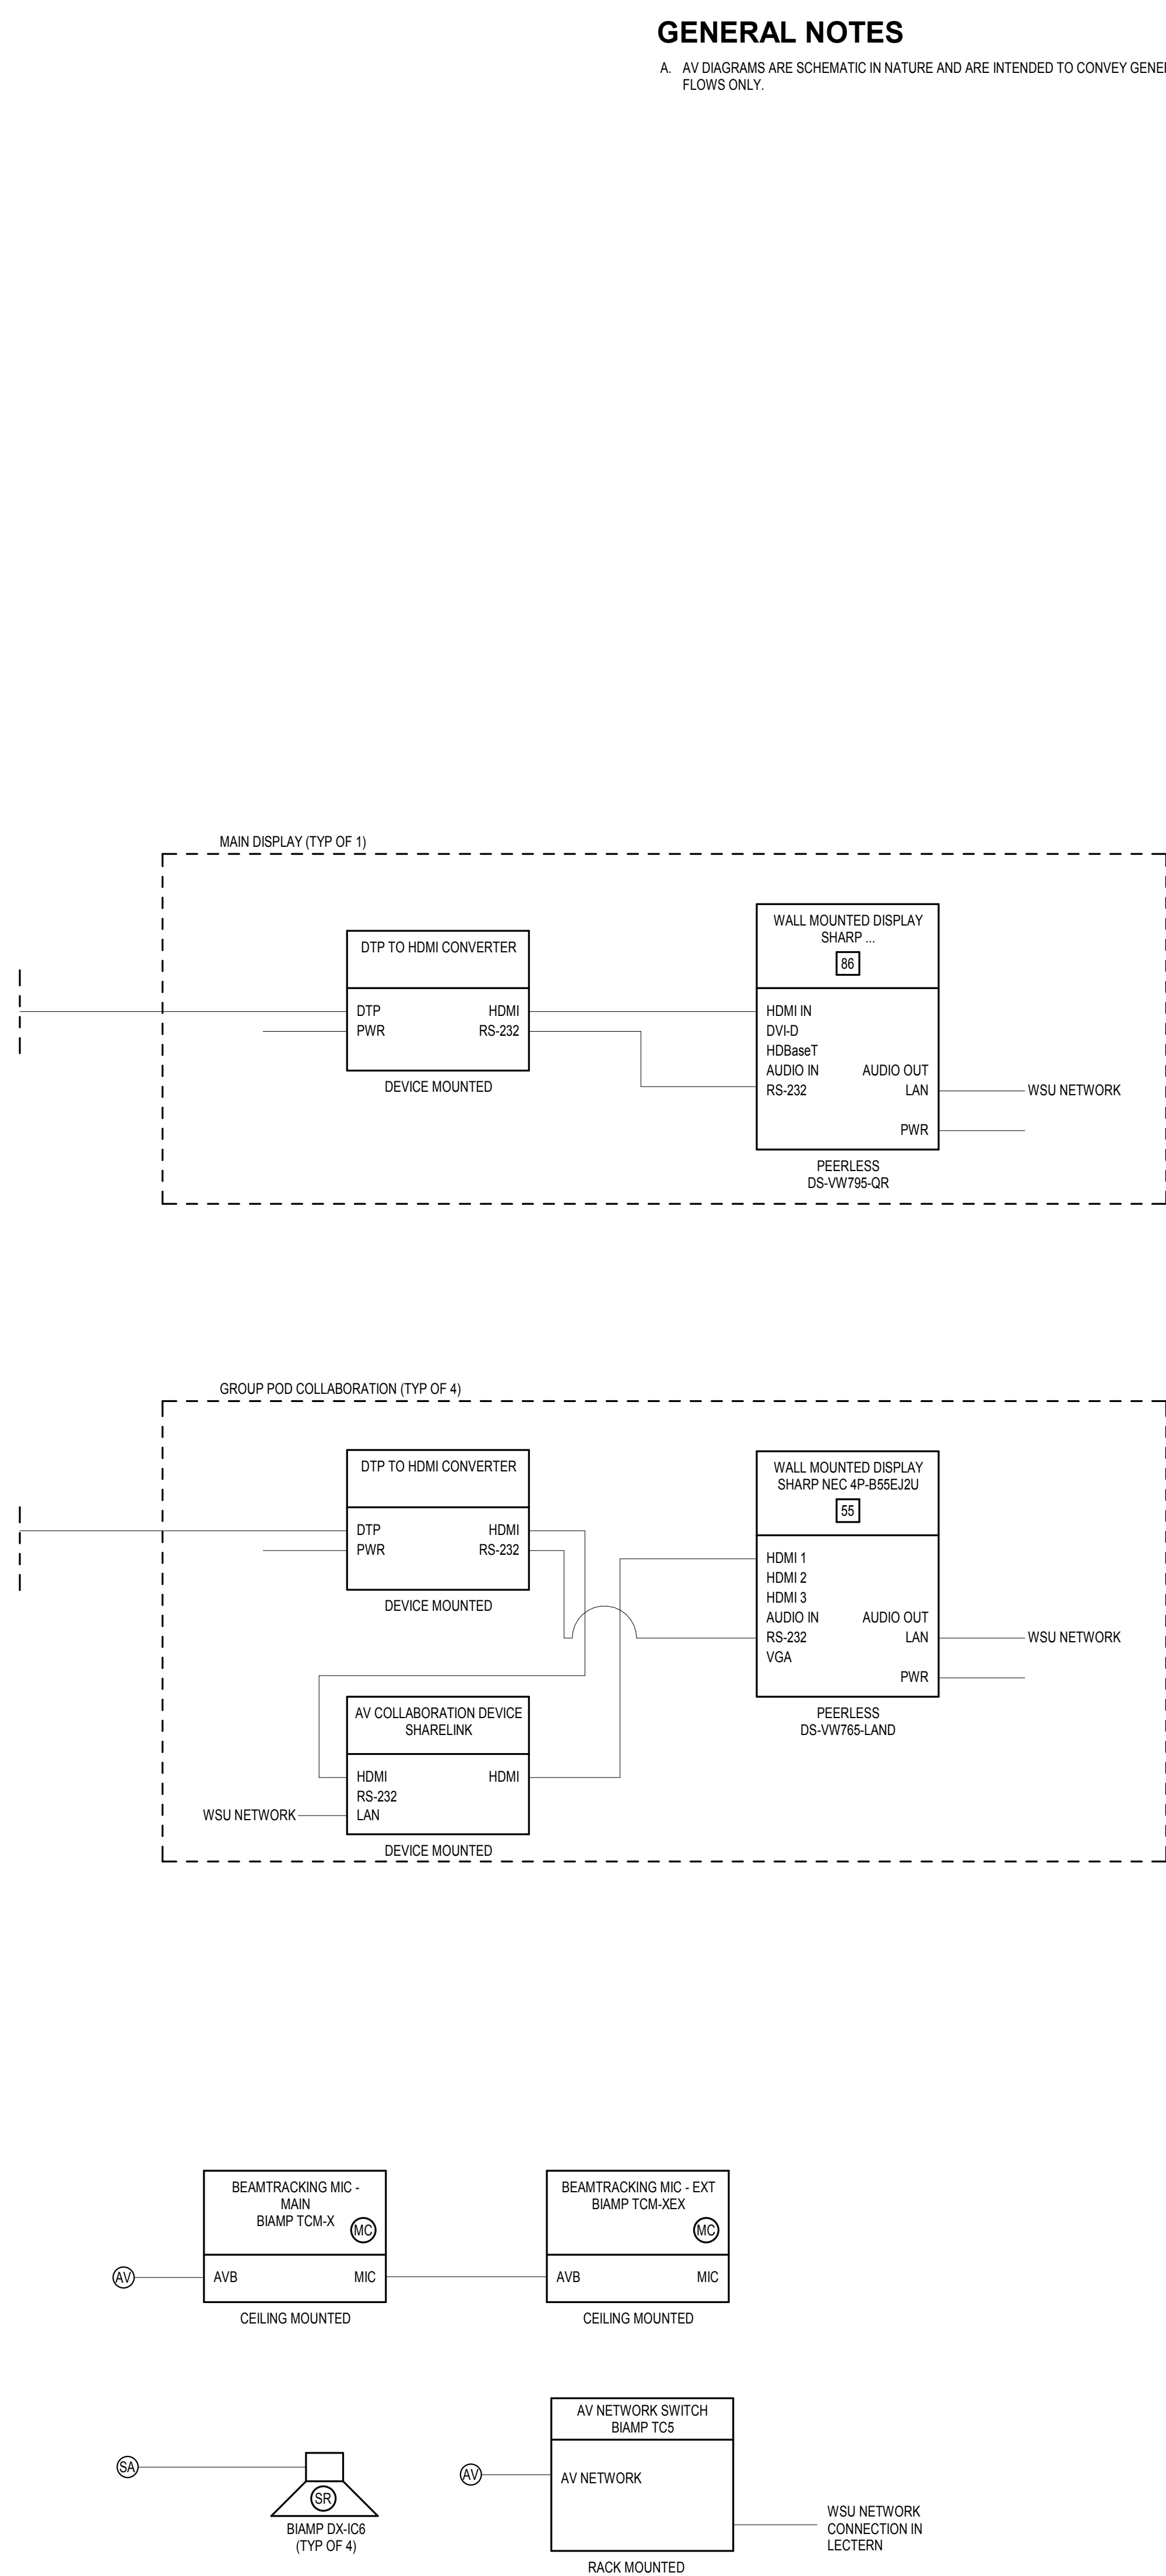 GENERAL NOTES
A. AV DIAGRAMS ARE SCHEMATIC IN NATURE AND ARE INTENDED TO CONVEY
FLOWS ONLY.
MAIN DISPLAY (TYP OF 1)
DTP TO HDMI CONVERTER
DTP HDMI
PWR RS-232
DEVICE MOUNTED
WALL MOUNTED DISPLAY
SHARP ...
86
HDMI IN
DVI-D
HDBaseT
AUDIO IN AUDIO OUT
RS-232 LAN
WSU NETWORK
PWR
PEERLESS
DS-VW795-QR
GROUP POD COLLABORATION (TYP OF 4)
DTP TO HDMI CONVERTER
DTP HDMI
PWR RS-232
DEVICE MOUNTED
WALL MOUNTED DISPLAY
SHARP NEC 4P-B55EJ2U
55
HDMI 1
HDMI 2
HDMI 3
AUDIO IN AUDIO OUT
RS-232 LAN
WSU NETWORK
VGA
PWR
PEERLESS
DS-VW765-LAND
AV COLLABORATION DEVICE
SHARELINK
HDMI HDMI
RS-232
WSU NETWORK
LAN
DEVICE MOUNTED
BEAMTRACKING MIC -
MAIN
BIAMP TCM-X
MC
AV
AVB MIC
CEILING MOUNTED
BEAMTRACKING MIC - EXT
BIAMP TCM-XEX
MC
AVB MIC
CEILING MOUNTED
SA
SR
BIAMP DX-IC6
(TYP OF 4)
AV NETWORK SWITCH
BIAMP TC5
AV
AV NETWORK
WSU NETWORK
CONNECTION IN
LECTERN
RACK MOUNTED